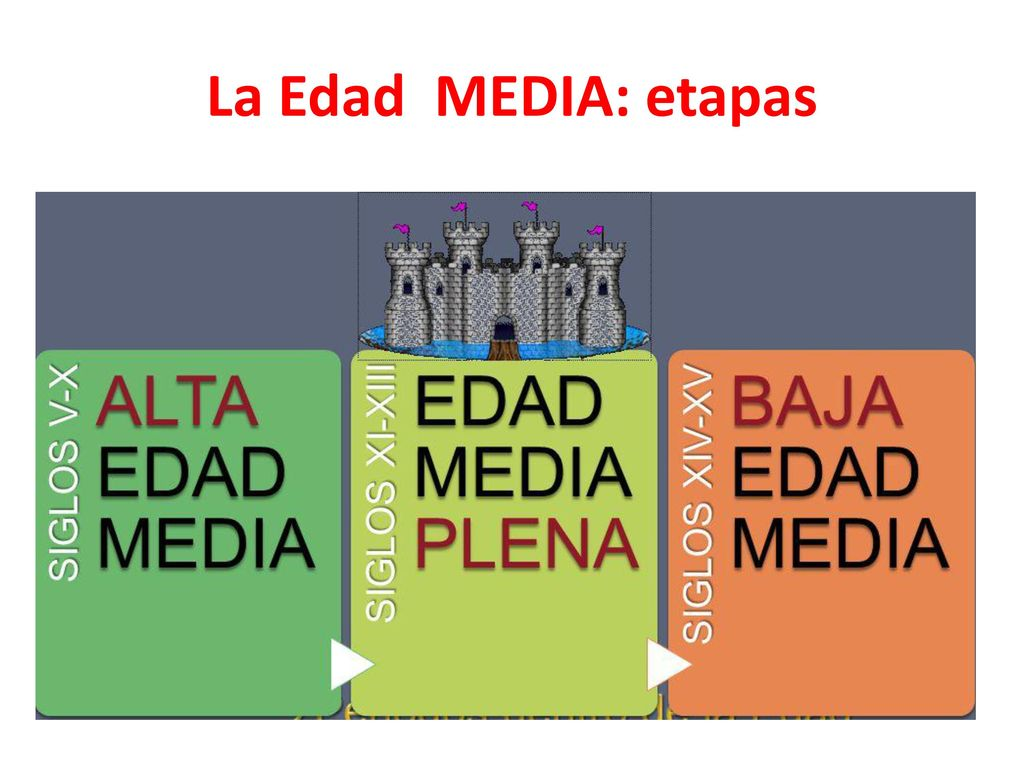 La Edad MEDIA: etapas
SIGLOS V-X
ALTA
EDAD
MEDIA
SIGLOS XI-XIII
EDAD
MEDIA
PLENA
SIGLOS XIV-XV
BAJA
EDAD
MEDIA